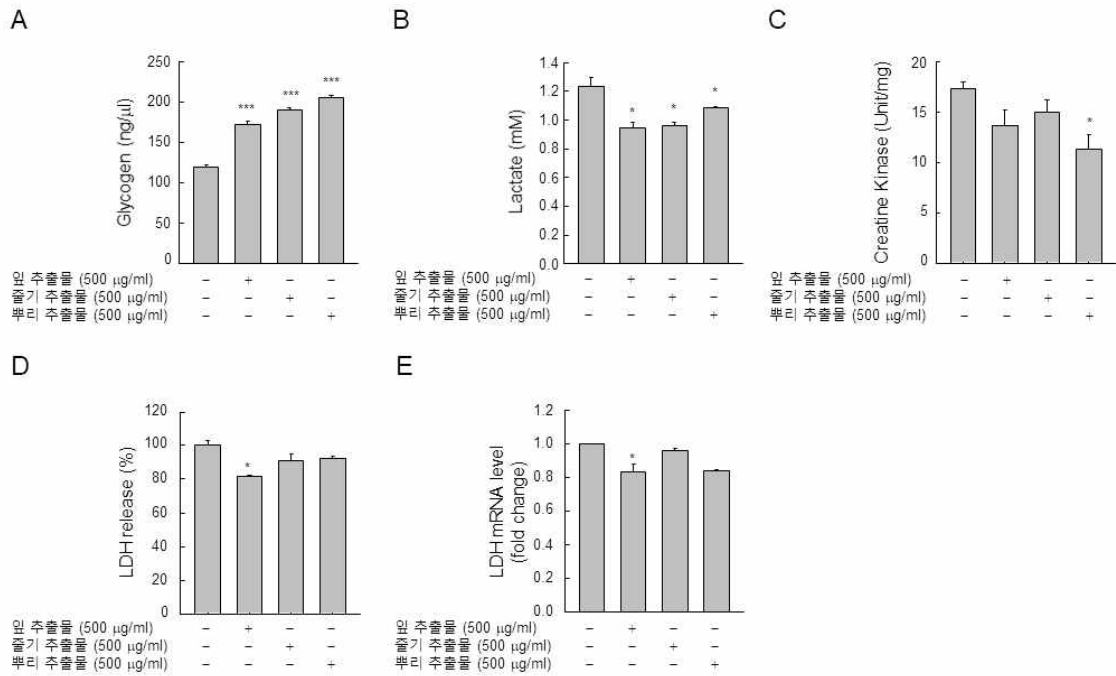 A
Glycogen (ng/μl)
250
200
150
100
50
0
***
***
***
잎 추출물 (500 μg/ml) − + − −
줄기 추출물 (500 μg/ml) − − + −
뿌리 추출물 (500 μg/ml) − − − +
B
Lactate (mM)
1.4
1.2
1.0
0.8
0.6
0.4
0.2
0.0
*
*
*
잎 추출물 (500 μg/ml) − + − −
줄기 추출물 (500 μg/ml) − − + −
뿌리 추출물 (500 μg/ml) − − − +
C
Creatine Kinase (Unit/mg)
20
15
10
5
0
*
잎 추출물 (500 μg/ml) − + − −
줄기 추출물 (500 μg/ml) − − + −
뿌리 추출물 (500 μg/ml) − − − +
D
LDH release (%)
120
100
80
60
40
20
0
*
잎 추출물 (500 μg/ml) − + − −
줄기 추출물 (500 μg/ml) − − + −
뿌리 추출물 (500 μg/ml) − − − +
E
LDH mRNA level
(fold change)
1.2
1.0
0.8
0.6
0.4
0.2
0.0
*
잎 추출물 (500 μg/ml) − + − −
줄기 추출물 (500 μg/ml) − − + −
뿌리 추출물 (500 μg/ml) − − − +